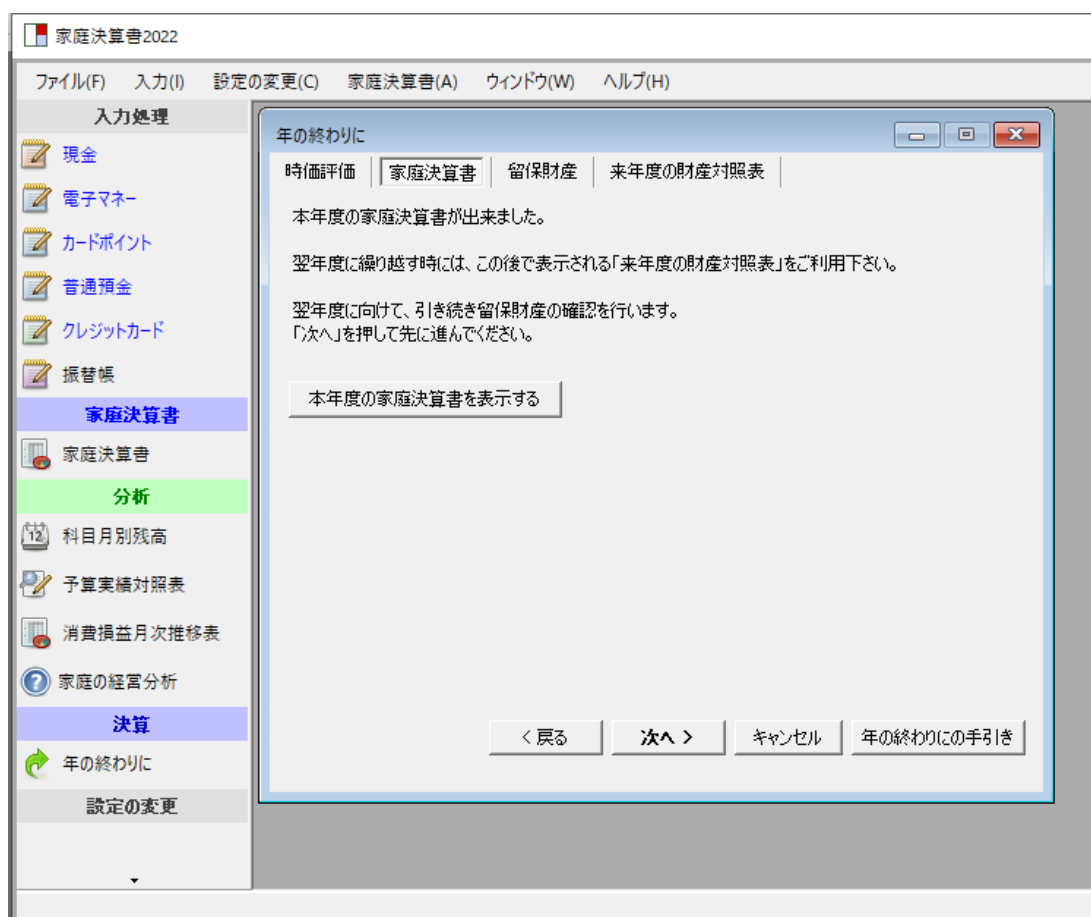 家庭決算書2022
ファイル(F) 入力(I) 設定の変更(C) 家庭決算書(A) ウィンドウ(W) ヘルプ(H)
入力処理
現金
電子マネー
カードポイント
普通預金
クレジットカード
振替帳
家庭決算書
家庭決算書
分析
12
科目月別残高
予算実績対照表
消費損益月次推移表
家庭の経営分析
決算
年の終わりに
設定の変更
年の終わりに
時価評価 家庭決算書 留保財産 来年度の財産対照表
本年度の家庭決算書が出来ました。
翌年度に繰り越す時には、この後で表示される「来年度の財産対照表」をご利用下さい。
翌年度に向けて、引き続き留保財産の確認を行います。
「次へ」を押して先に進んでください。
本年度の家庭決算書を表示する
< 戻る 次へ > キャンセル 年の終わりにの手引き